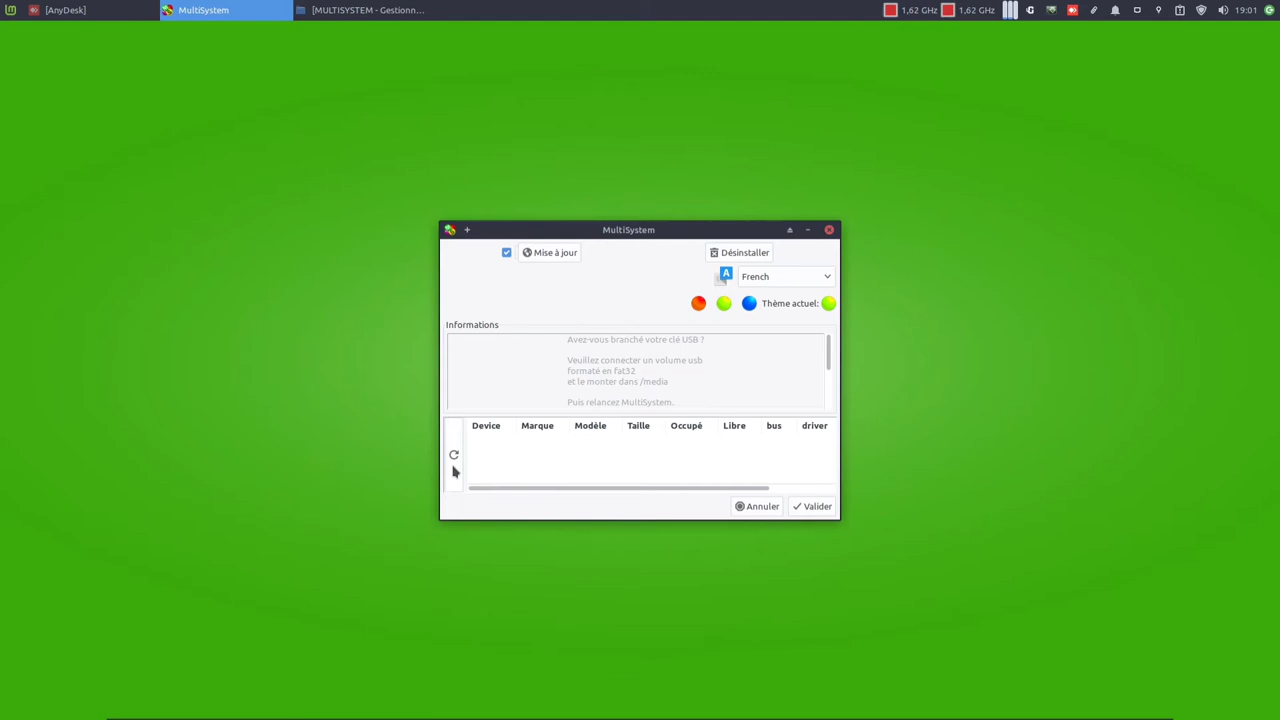 [AnyDesk] MultiSystem [MULTISYSTEM - Gestionn... 1,62 GHz 1,62 GHz 19:01
MultiSystem
Mise à jour Désinstaller
A French
Thème actuel:
Informations
Avez-vous branché votre clé USB ?
Veuillez connecter un volume usb
formaté en fat32
et le monter dans /media
Puis relancez MultiSystem.
Device Marque Modèle Taille Occupé Libre bus driver
Annuler Valider